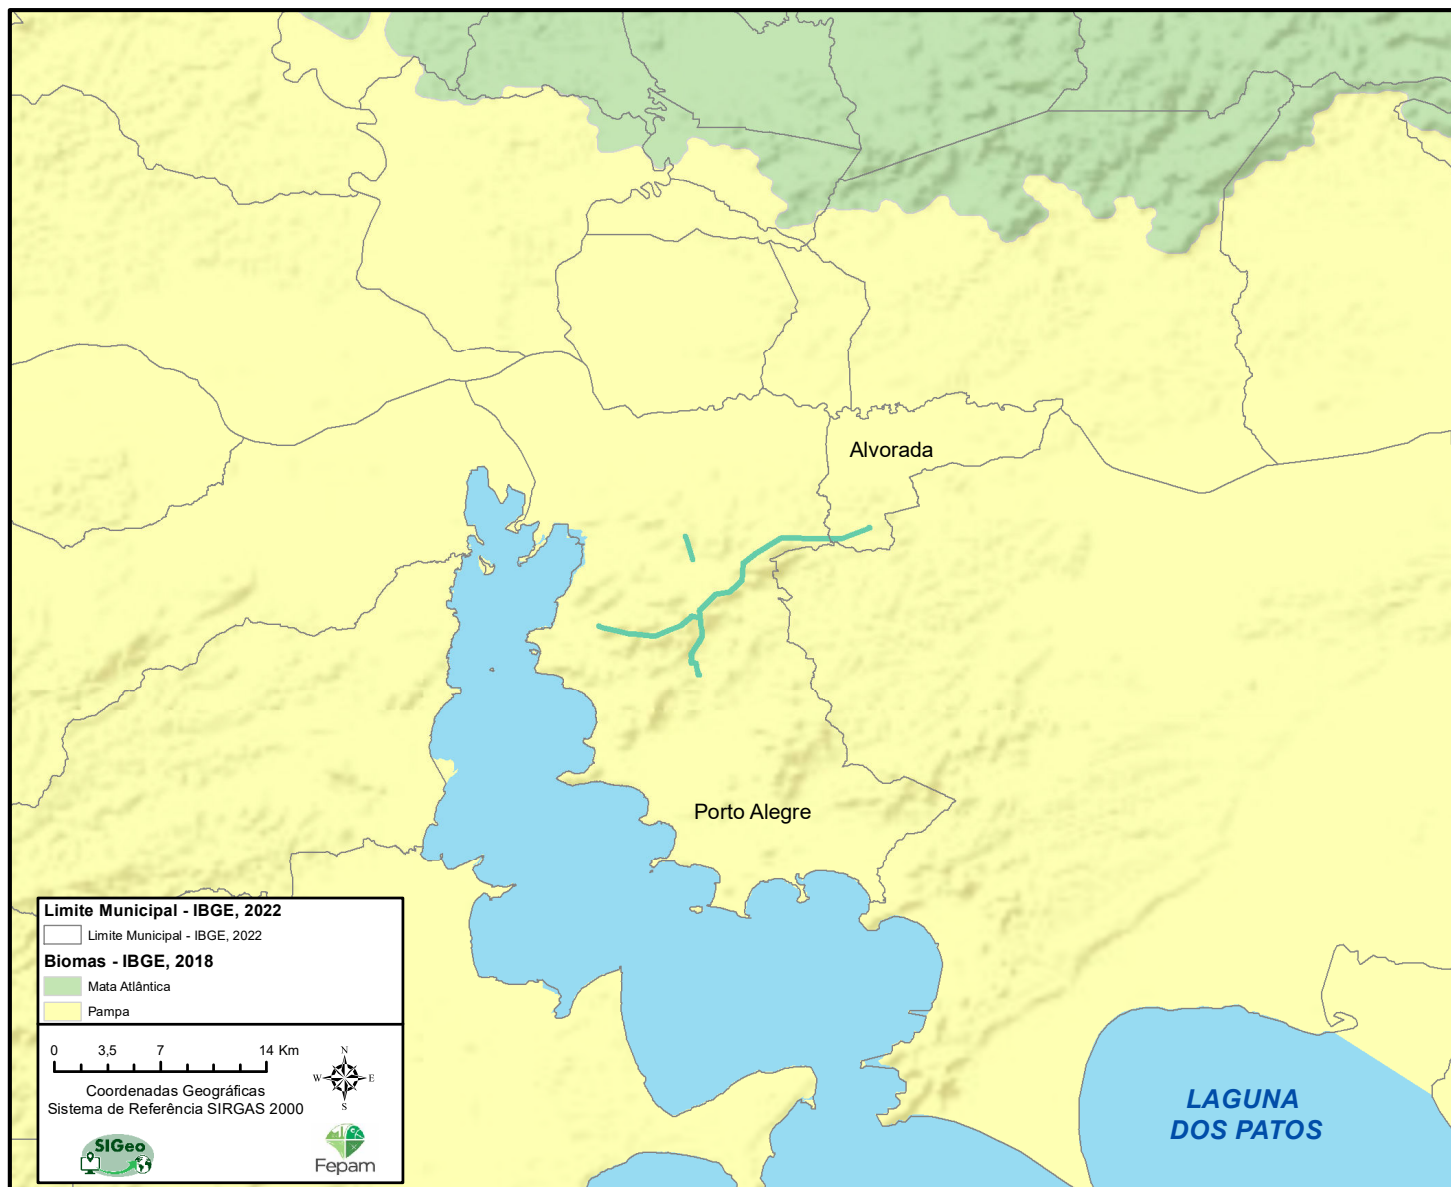 Alvorada
Porto Alegre
Limite Municipal - IBGE, 2022
Limite Municipal - IBGE, 2022
Biomas - IBGE, 2018
Mata Atlântica
Pampa
0 3,5 7 14 Km
Coordenadas Geográficas
Sistema de Referência SIRGAS 2000
N
W E
S
SIGeo
Fepam
LAGUNA
DOS PATOS